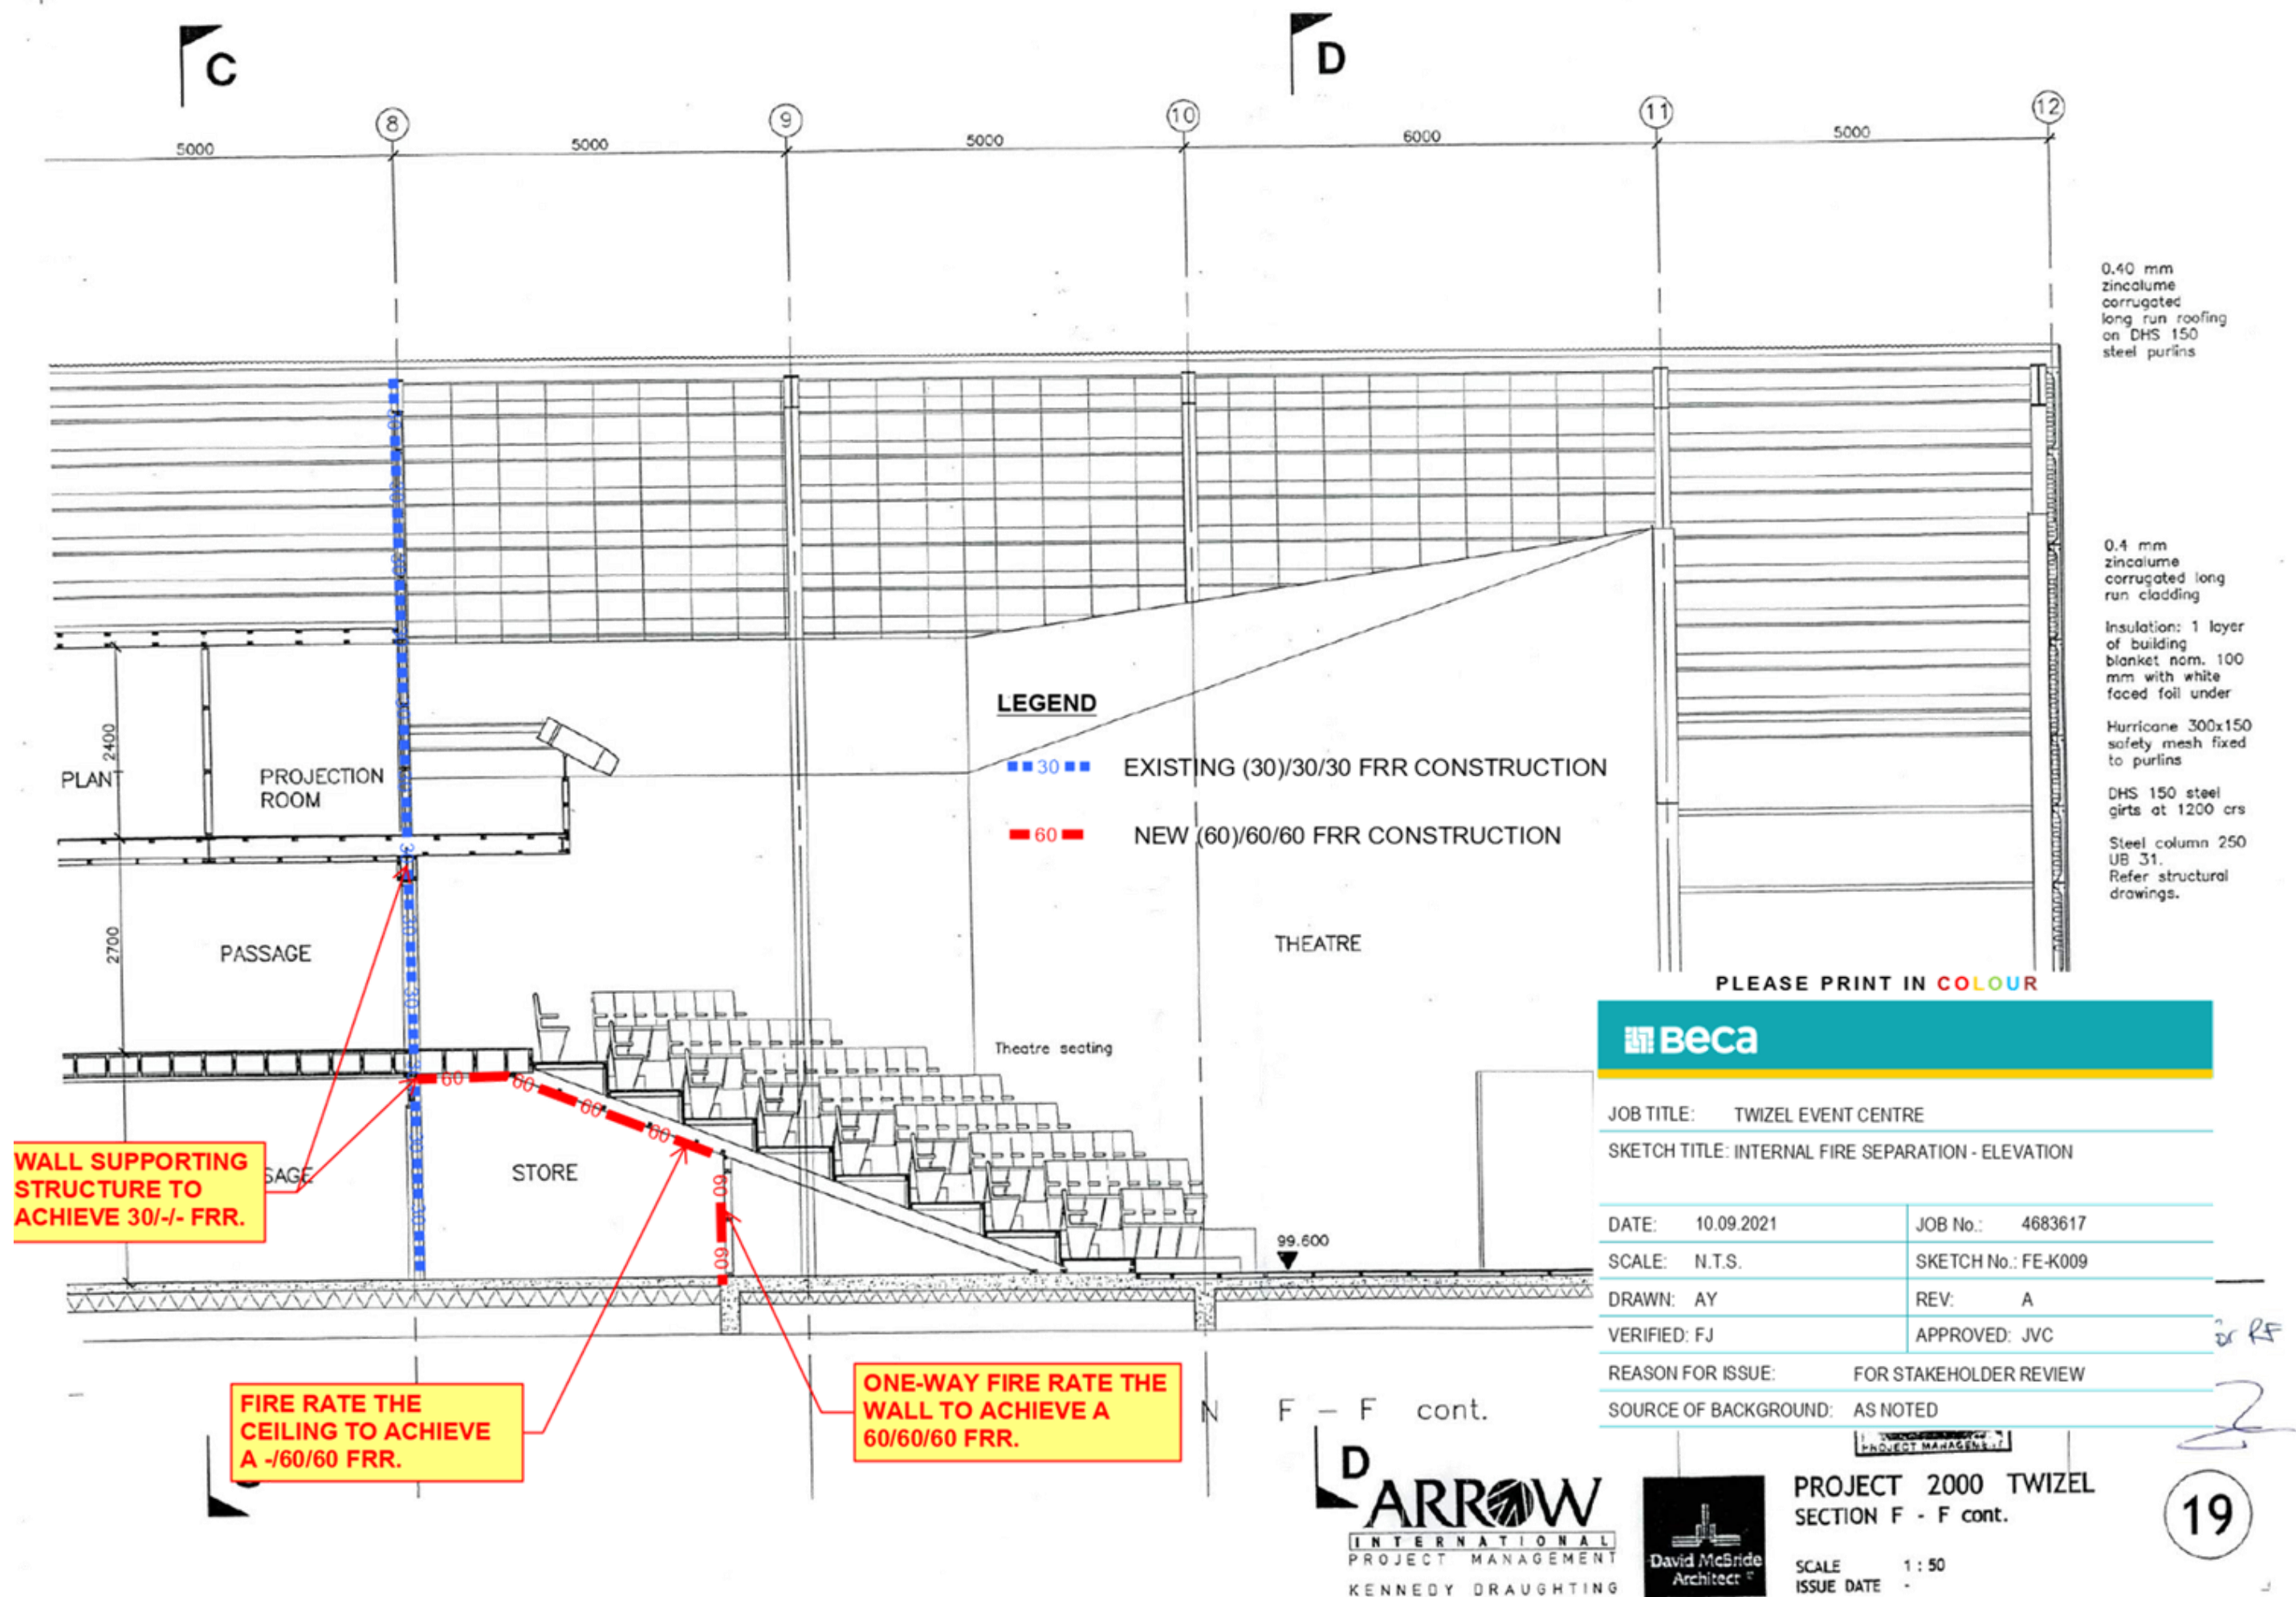 C
D
8
9
10
11
12
5000
5000
5000
6000
5000
0.40 mm
zincalume
corrugated
long run roofing
on DHS 150
steel purlins
0.4 mm
zincalume
corrugated long
run cladding
Insulation: 1 layer
of building
blanket nom. 100
mm with white
faced foil under
Hurricane 300x150
safety mesh fixed
to purlins
DHS 150 steel
girts at 1200 crs
Steel column 250
UB 31.
Refer structural
drawings.
LEGEND
30 EXISTING (30)/30/30 FRR CONSTRUCTION
60 NEW (60)/60/60 FRR CONSTRUCTION
2400
PLANT
PROJECTION
ROOM
2700
PASSAGE
THEATRE
Theatre seating
30
30
30
30
60
60
60
60
60
60
SAGE
STORE
99.600
WALL SUPPORTING
STRUCTURE TO
ACHIEVE 30/-/- FRR.
FIRE RATE THE
CEILING TO ACHIEVE
A -/60/60 FRR.
ONE-WAY FIRE RATE THE
WALL TO ACHIEVE A
60/60/60 FRR.
PLEASE PRINT IN COLOUR
Beca
JOB TITLE: TWIZEL EVENT CENTRE
SKETCH TITLE: INTERNAL FIRE SEPARATION - ELEVATION
DATE: 10.09.2021 JOB No.: 4683617
SCALE: N.T.S. SKETCH No.: FE-K009
DRAWN: AY REV: A
VERIFIED: FJ APPROVED: JVC
REASON FOR ISSUE: FOR STAKEHOLDER REVIEW
SOURCE OF BACKGROUND: AS NOTED
PROJECT MANAGEMENT
N F - F cont.
D
ARROW
INTERNATIONAL
PROJECT MANAGEMENT
KENNEDY DRAUGHTING
David McBride
Architect
PROJECT 2000 TWIZEL
SECTION F - F cont.
SCALE 1 : 50
ISSUE DATE -
19